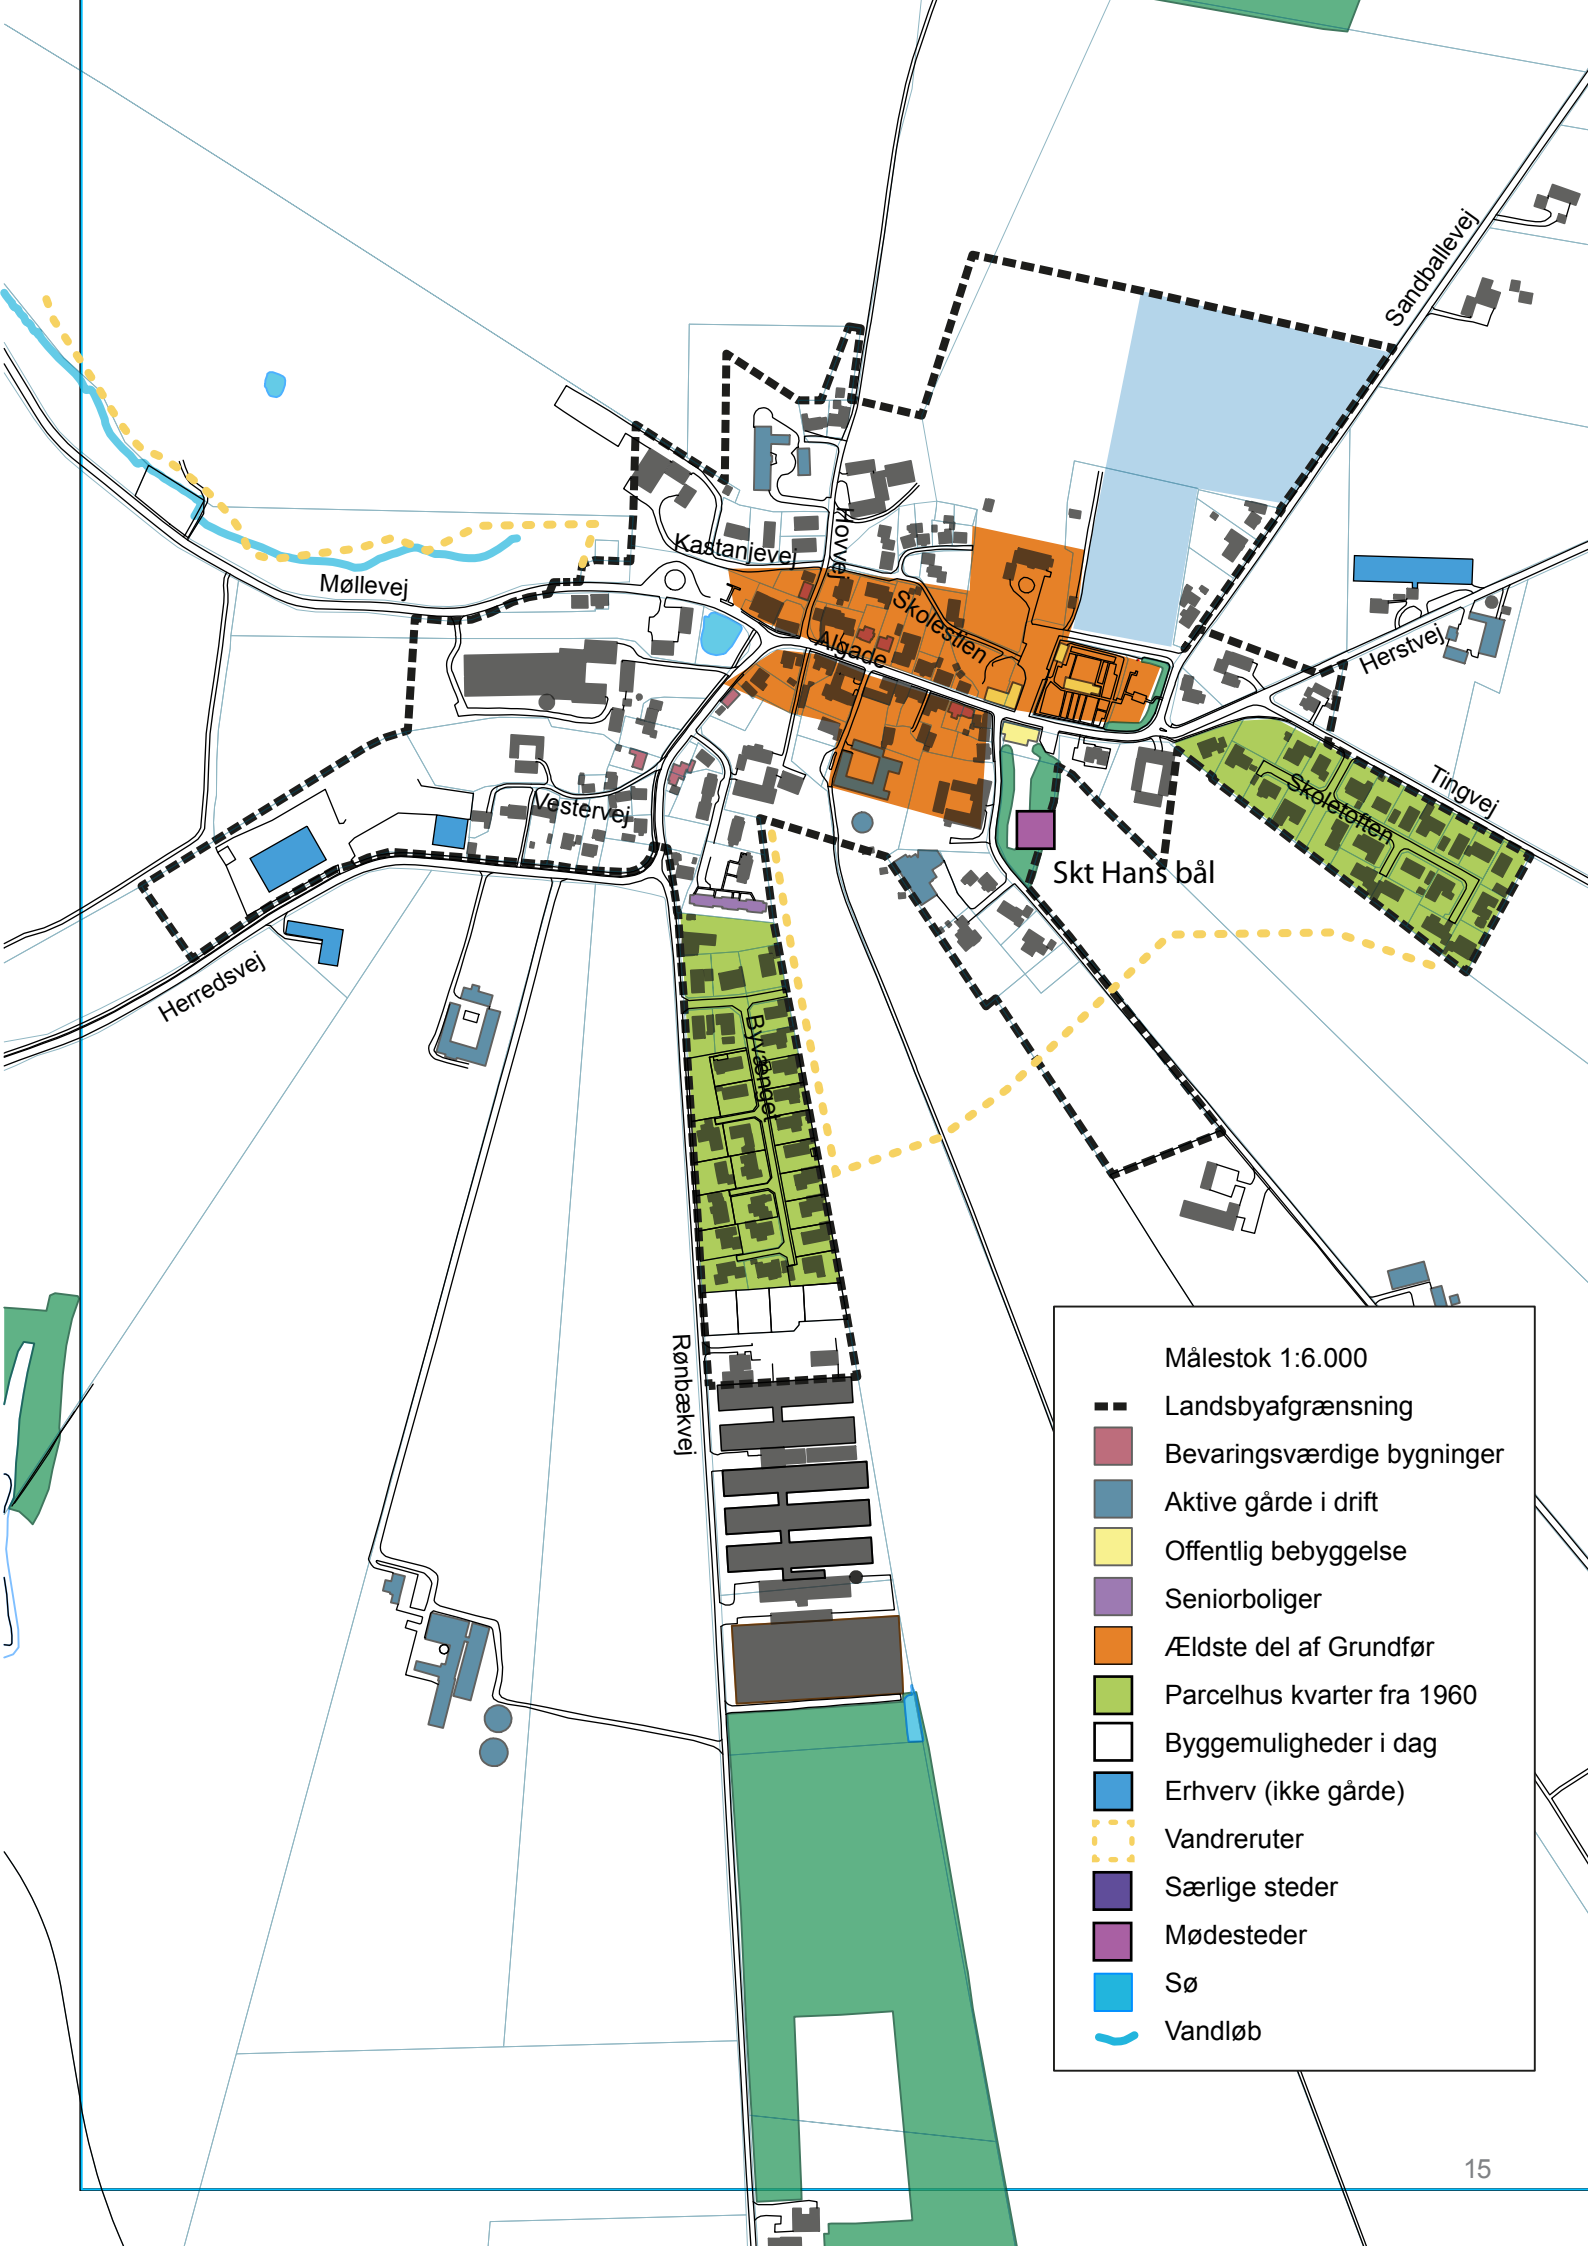 Sandballevej
Hovvej
Kastanjevej
Møllevej
Skolestien
Algade
Herstvej
Tingvej
Skoletoften
Vestervej
Skt Hans bål
Herredsvej
Byvænget
Rønbækvej
Målestok 1:6.000
Landsbyafgrænsning
Bevaringsværdige bygninger
Aktive gårde i drift
Offentlig bebyggelse
Seniorboliger
Ældste del af Grundfør
Parcelhus kvarter fra 1960
Byggemuligheder i dag
Erhverv (ikke gårde)
Vandreruter
Særlige steder
Mødesteder
Sø
Vandløb
15